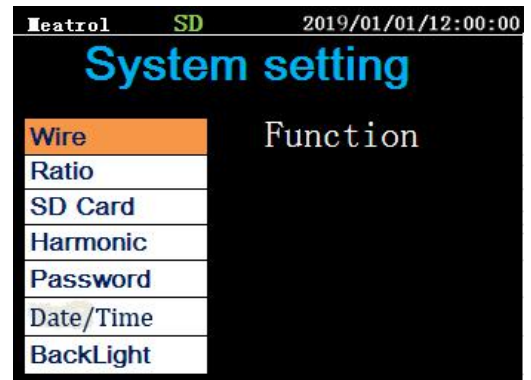 Meatrol SD 2019/01/01/12:00:00
System setting
Wire Function
Ratio
SD Card
Harmonic
Password
Date/Time
BackLight